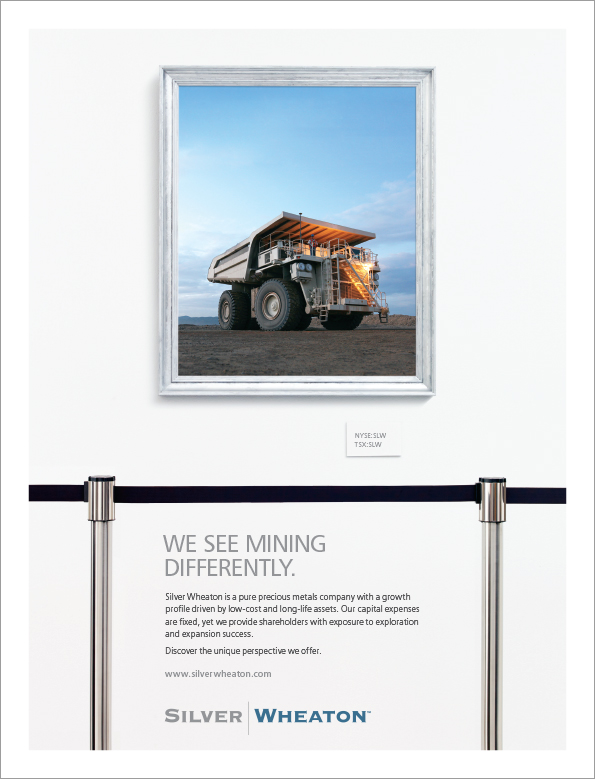 NYSE:SLW
TSX:SLW
WE SEE MINING
DIFFERENTLY.
Silver Wheaton is a pure precious metals company with a growth
profile driven by low-cost and long-life assets. Our capital expenses
are fixed, yet we provide shareholders with exposure to exploration
and expansion success.
Discover the unique perspective we offer.
www.silverwheaton.com
SILVER WHEATON™